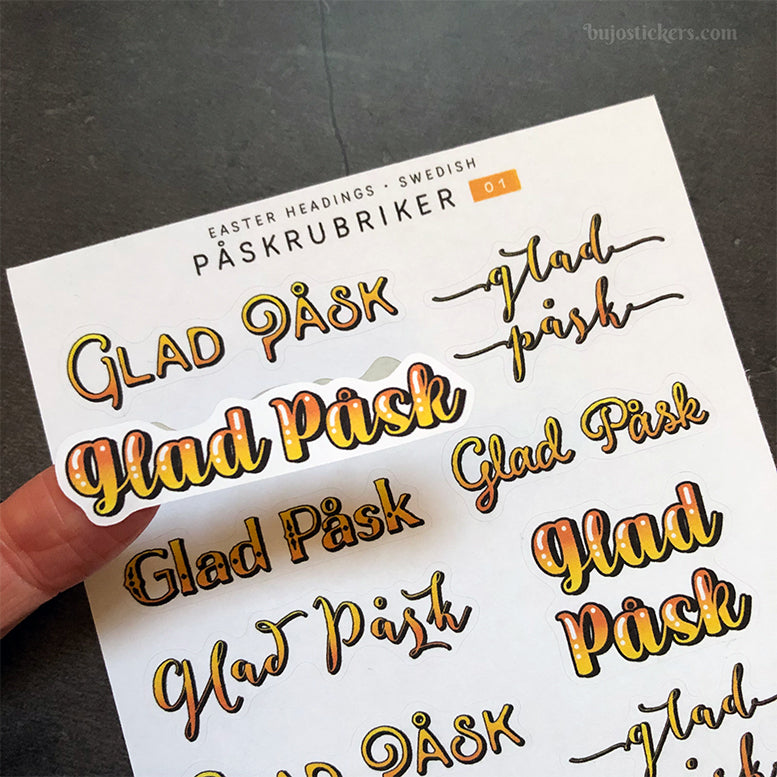 bujostickers.com
EASTER HEADINGS · SWEDISH
PÅSKRUBRIKER 01
GLAD PÅSK
glad
påsk
Glad Påsk
Glad Påsk
Glad Påsk
Glad
Påsk
Glad Påsk
GLAD PÅSK
glad
påsk